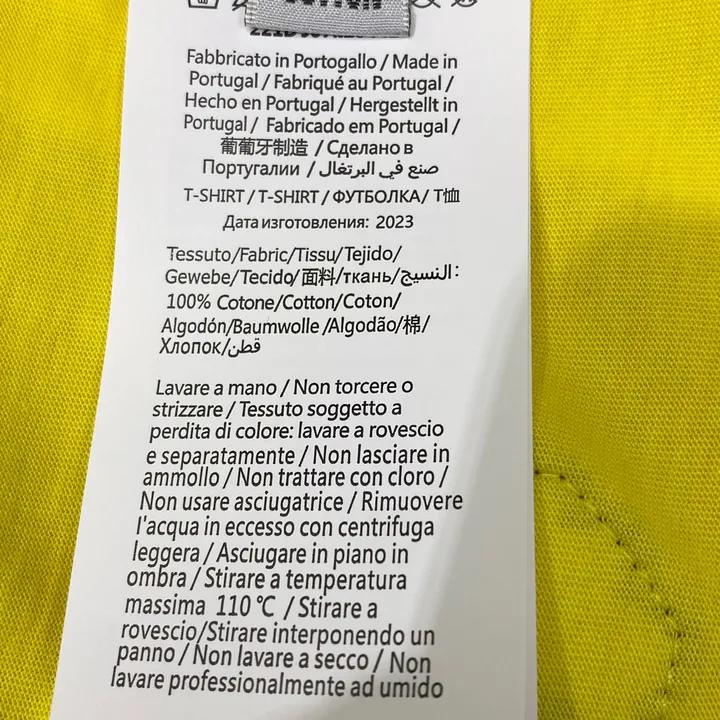 Fabbricato in Portogallo / Made in
Portugal / Fabriqué au Portugal /
Hecho en Portugal / Hergestellt in
Portugal / Fabricado em Portugal /
葡葡牙制造 / Сделано в
Португалии / صنع في البرتغال
T-SHIRT / T-SHIRT / ФУТБОЛКА / T恤
Дата изготовления: 2023
Tessuto/Fabric/Tissu/Tejido/
Gewebe/Tecido/面料/ткань/النسيج:
100% Cotone/Cotton/Coton/
Algodón/Baumwolle /Algodão/棉/
Хлопок/قطن
Lavare a mano / Non torcere o
strizzare / Tessuto soggetto a
perdita di colore: lavare a rovescio
e separatamente / Non lasciare in
ammollo / Non trattare con cloro /
Non usare asciugatrice / Rimuovere
l'acqua in eccesso con centrifuga
leggera / Asciugare in piano in
ombra / Stirare a temperatura
massima 110 °C / Stirare a
rovescio/Stirare interponendo un
panno / Non lavare a secco / Non
lavare professionalmente ad umido